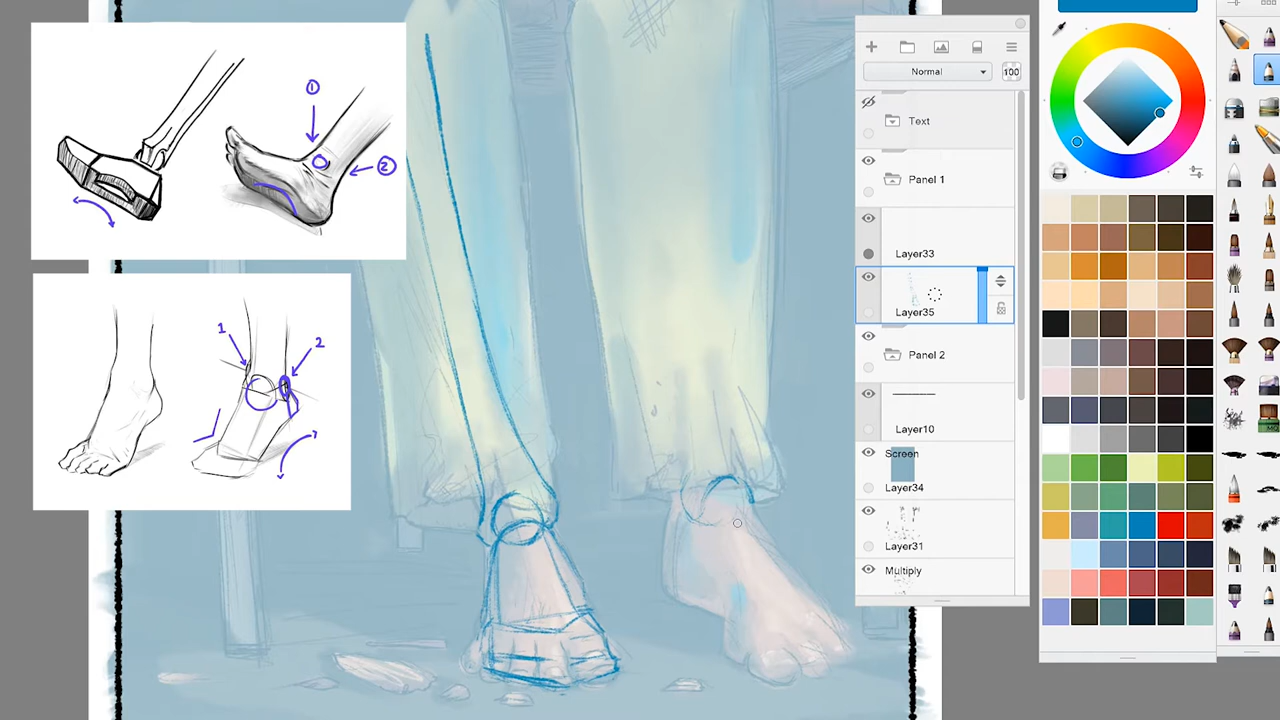 1
2
1
2
Normal
100
Text
Panel 1
Layer33
Layer35
Panel 2
Layer10
Screen
Layer34
Layer31
Multiply